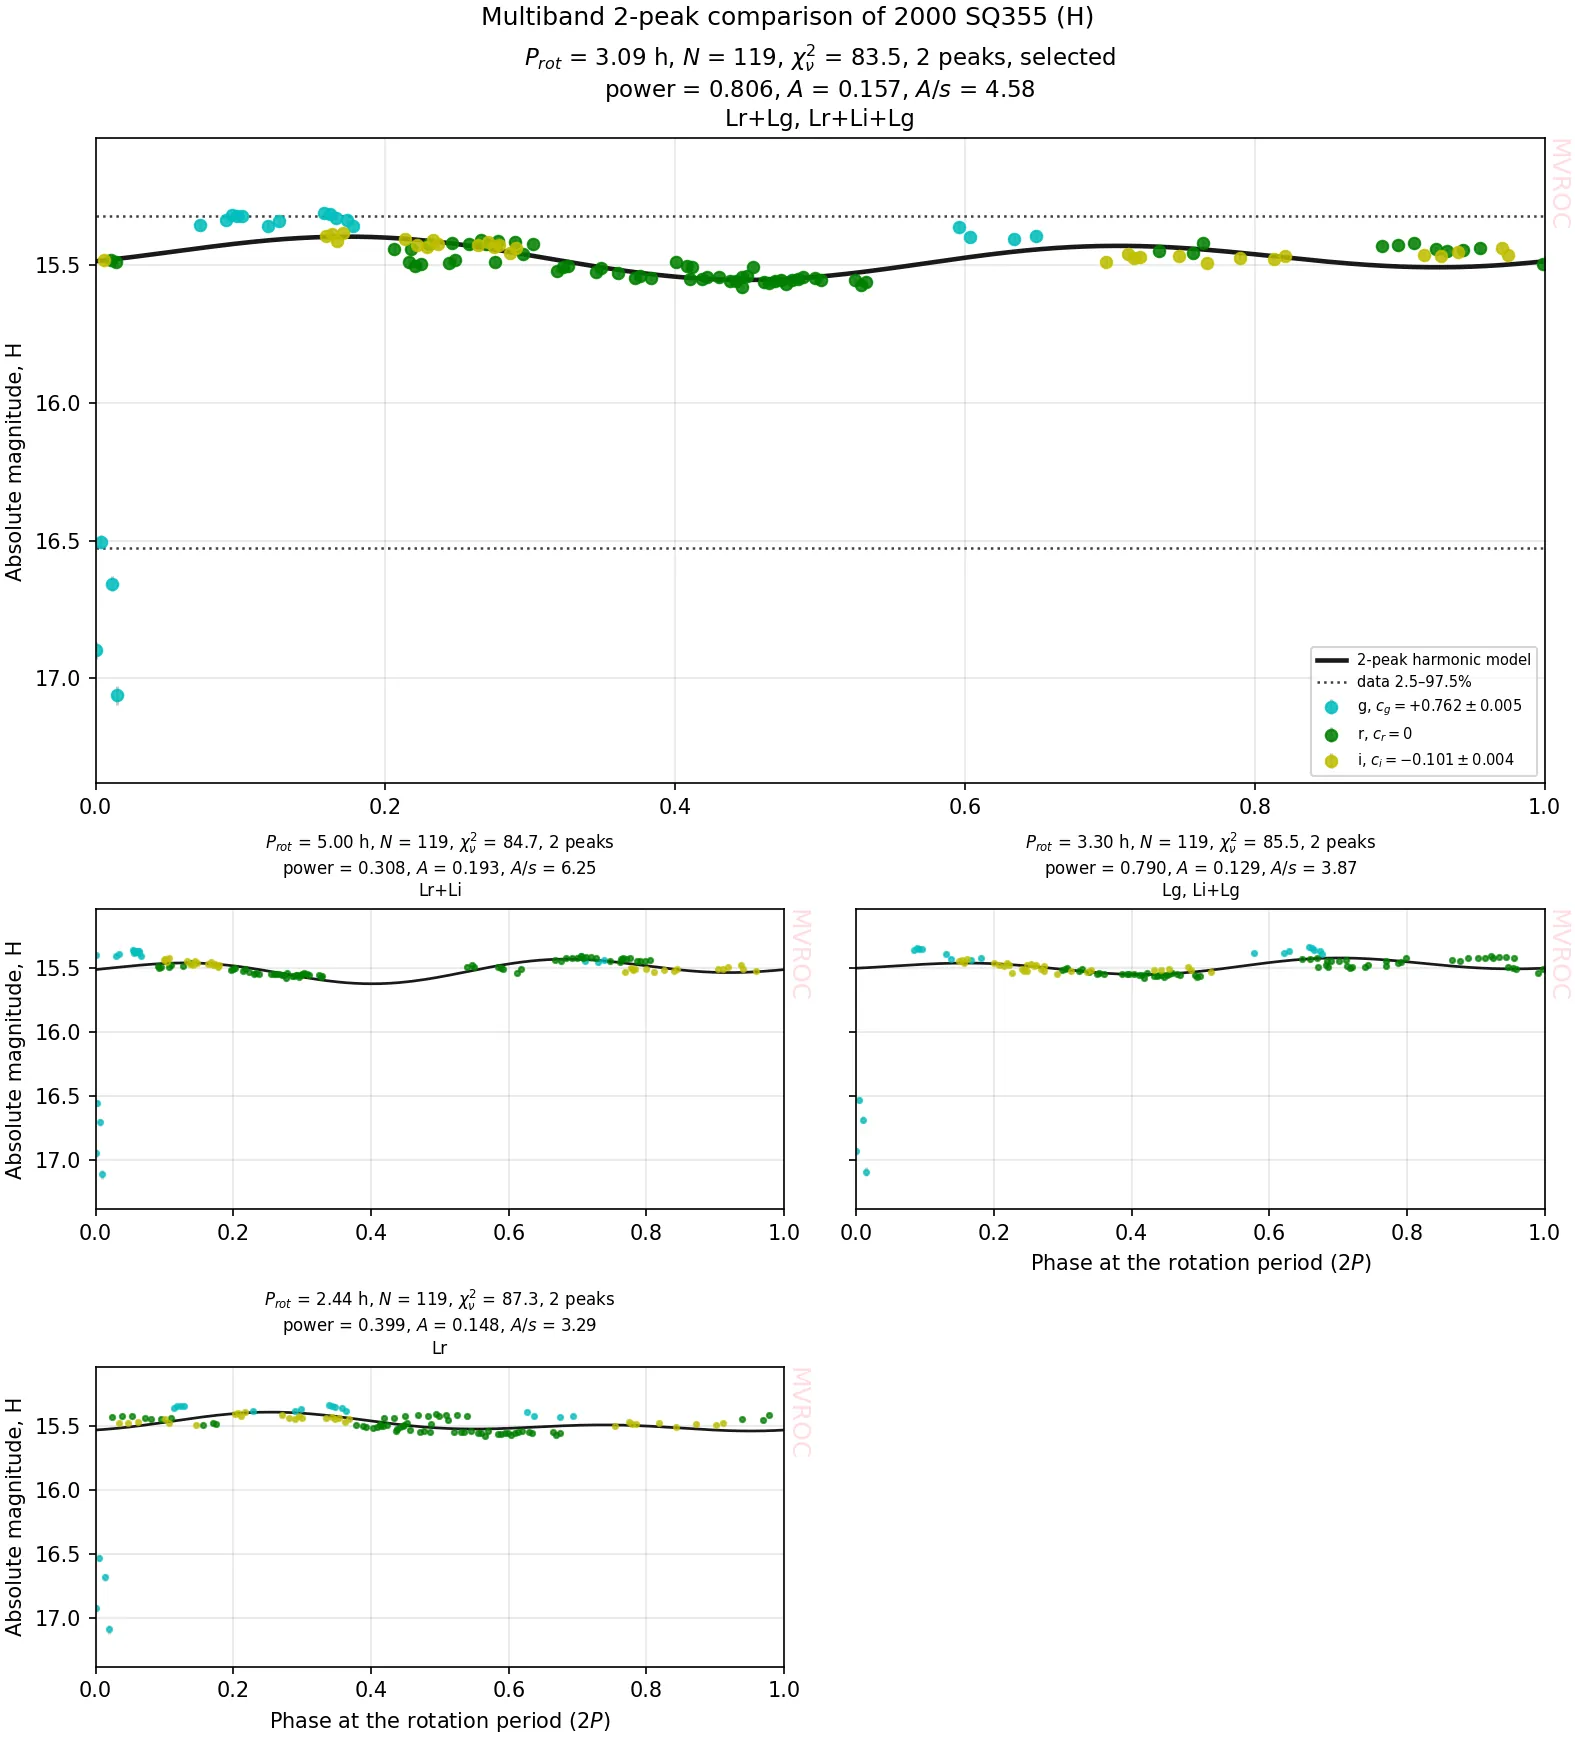 Multiband 2-peak comparison of 2000 SQ355 (H)
P_rot = 3.09 h, N = 119, χ²_ν = 83.5, 2 peaks, selected
power = 0.806, A = 0.157, A/s = 4.58
Lr+Lg, Lr+Li+Lg
MVROC
Absolute magnitude, H
15.5
16.0
16.5
17.0
2-peak harmonic model
data 2.5–97.5%
g, c_g = +0.762 ± 0.005
r, c_r = 0
i, c_i = −0.101 ± 0.004
0.0 0.2 0.4 0.6 0.8 1.0
P_rot = 5.00 h, N = 119, χ²_ν = 84.7, 2 peaks
power = 0.308, A = 0.193, A/s = 6.25
Lr+Li
MVROC
Absolute magnitude, H
15.5
16.0
16.5
17.0
0.0 0.2 0.4 0.6 0.8 1.0
P_rot = 3.30 h, N = 119, χ²_ν = 85.5, 2 peaks
power = 0.790, A = 0.129, A/s = 3.87
Lg, Li+Lg
MVROC
0.0 0.2 0.4 0.6 0.8 1.0
Phase at the rotation period (2P)
P_rot = 2.44 h, N = 119, χ²_ν = 87.3, 2 peaks
power = 0.399, A = 0.148, A/s = 3.29
Lr
MVROC
Absolute magnitude, H
15.5
16.0
16.5
17.0
0.0 0.2 0.4 0.6 0.8 1.0
Phase at the rotation period (2P)